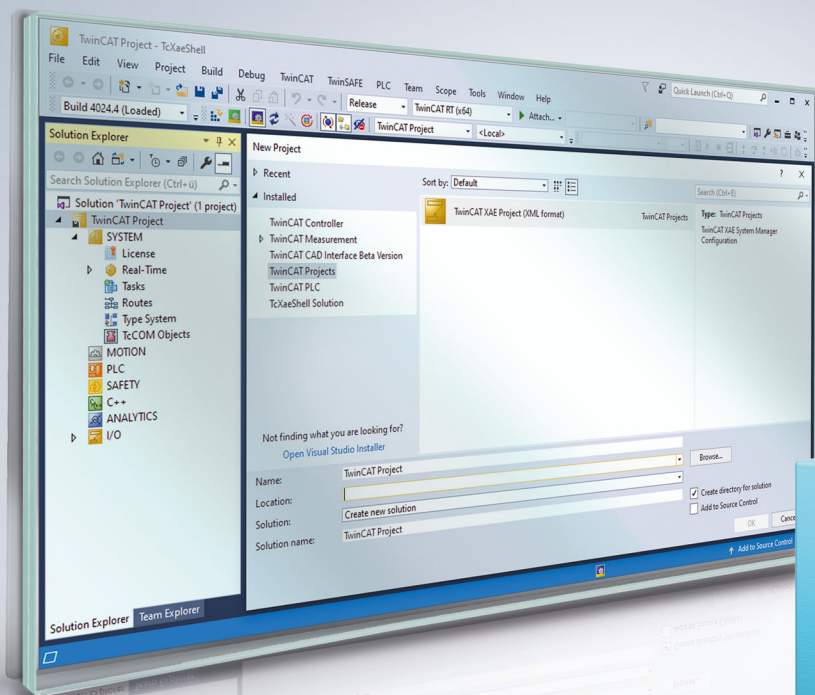 TwinCAT Project - TcXaeShell
File Edit View Project Build Debug TwinCAT TwinSAFE PLC Team Scope Tools Window Help
Quick Launch (Ctrl+Q)
Release
TwinCAT RT (x64)
Attach...
Build 4024.4 (Loaded)
TwinCAT Project
<Local>
Solution Explorer
Search Solution Explorer (Ctrl+ü)
Solution 'TwinCAT Project' (1 project)
TwinCAT Project
SYSTEM
License
Real-Time
Tasks
Routes
Type System
TcCOM Objects
MOTION
PLC
SAFETY
C++
ANALYTICS
I/O
Solution Explorer Team Explorer
New Project
? X
Recent
Installed
TwinCAT Controller
TwinCAT Measurement
TwinCAT CAD Interface Beta Version
TwinCAT Projects
TwinCAT PLC
TcXaeShell Solution
Not finding what you are looking for?
Open Visual Studio Installer
Sort by: Default
Search (Ctrl+E)
TwinCAT XAE Project (XML format) TwinCAT Projects
Type: TwinCAT Projects
TwinCAT XAE System Manager
Configuration
Name: TwinCAT Project
Location:
Browse...
Solution: Create new solution
Solution name: TwinCAT Project
Create directory for solution
Add to Source Control
OK Cance
Add to Source Control